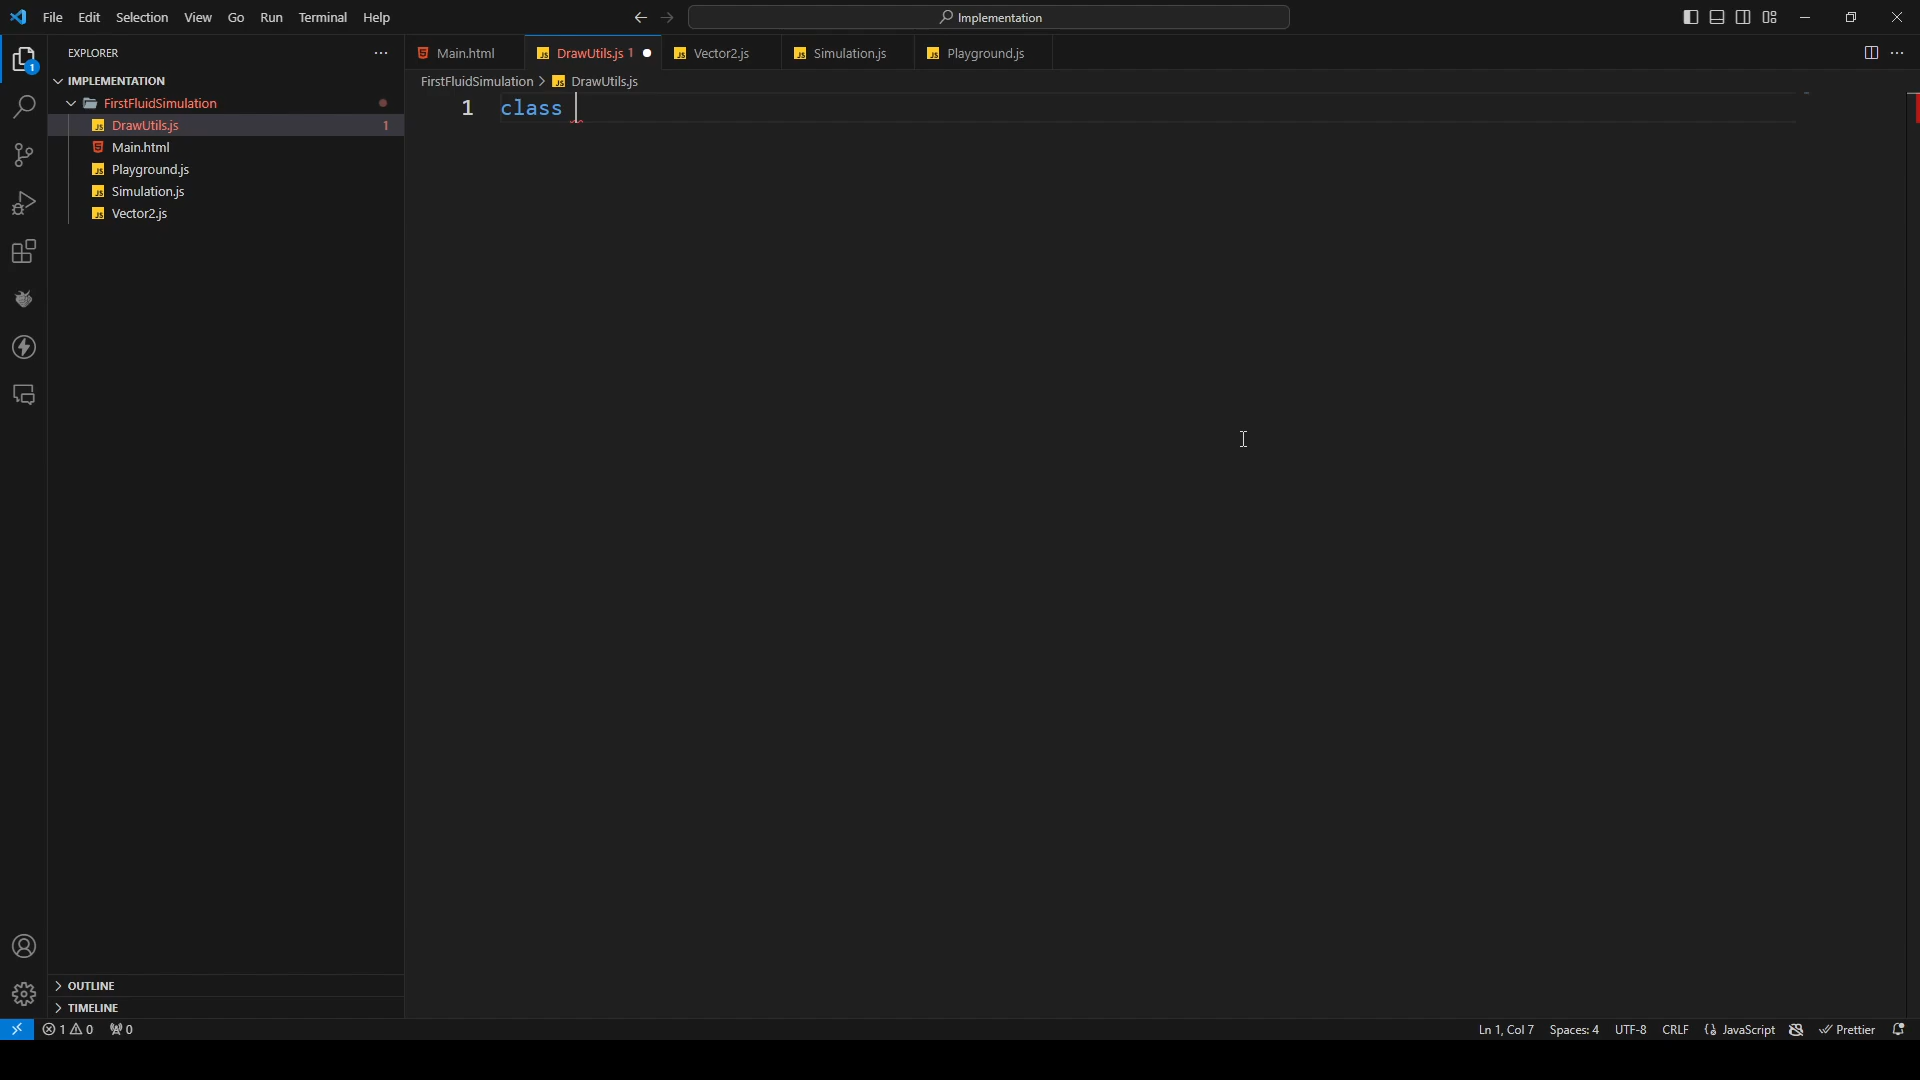 File Edit Selection View Go Run Terminal Help
Implementation
EXPLORER
IMPLEMENTATION
FirstFluidSimulation
DrawUtils.js 1
Main.html
Playground.js
Simulation.js
Vector2.js
OUTLINE
TIMELINE
Main.html DrawUtils.js 1 Vector2.js Simulation.js Playground.js
FirstFluidSimulation > DrawUtils.js
1 class
1
1 0 0
Ln 1, Col 7 Spaces: 4 UTF-8 CRLF JavaScript Prettier